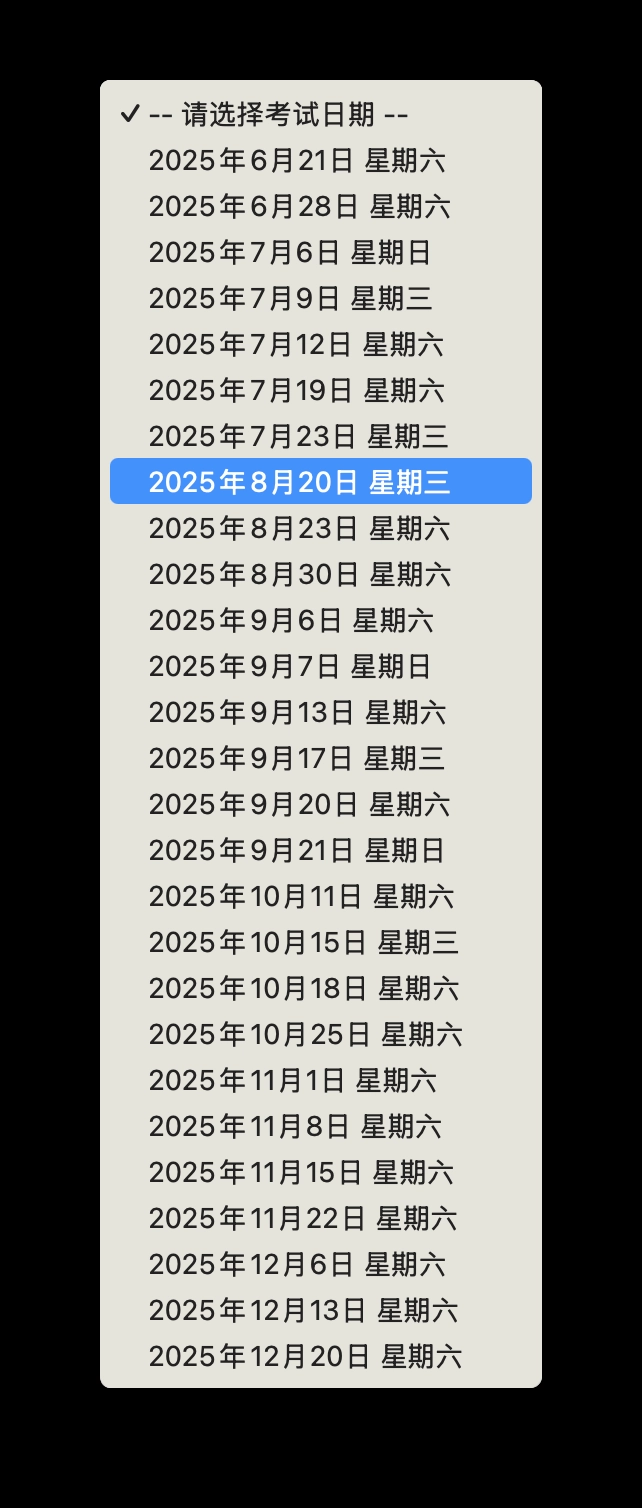 ✓ -- 请选择考试日期 --
2025年6月21日 星期六
2025年6月28日 星期六
2025年7月6日 星期日
2025年7月9日 星期三
2025年7月12日 星期六
2025年7月19日 星期六
2025年7月23日 星期三
2025年8月20日 星期三
2025年8月23日 星期六
2025年8月30日 星期六
2025年9月6日 星期六
2025年9月7日 星期日
2025年9月13日 星期六
2025年9月17日 星期三
2025年9月20日 星期六
2025年9月21日 星期日
2025年10月11日 星期六
2025年10月15日 星期三
2025年10月18日 星期六
2025年10月25日 星期六
2025年11月1日 星期六
2025年11月8日 星期六
2025年11月15日 星期六
2025年11月22日 星期六
2025年12月6日 星期六
2025年12月13日 星期六
2025年12月20日 星期六